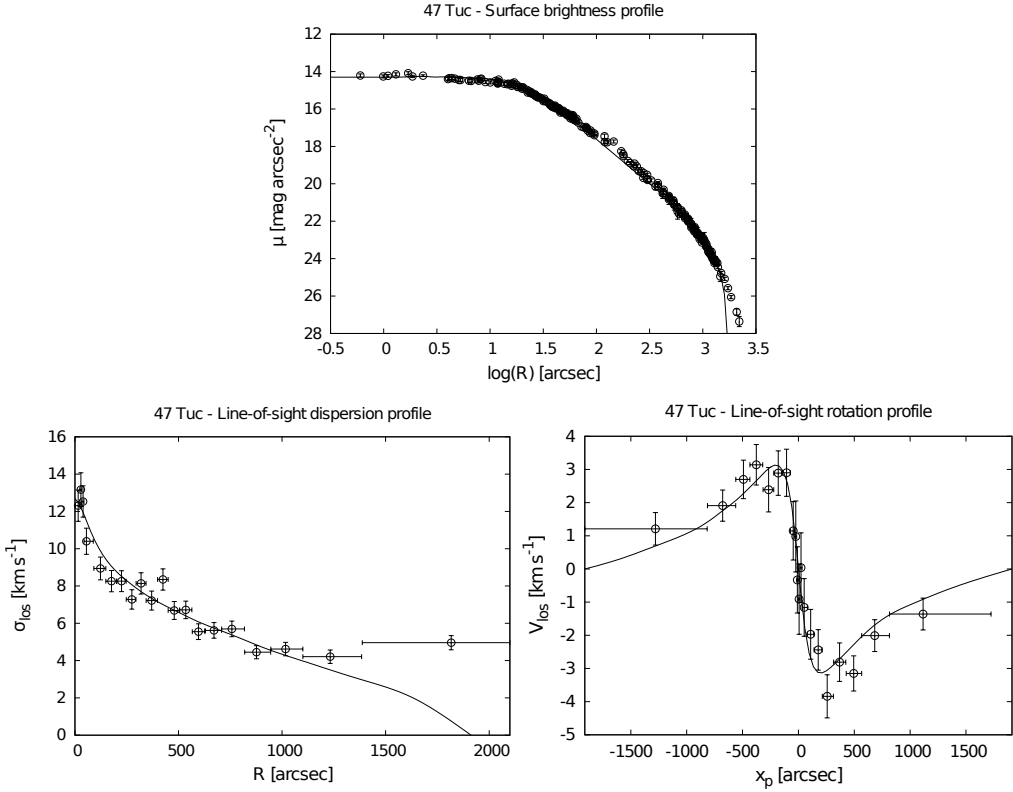 47 Tuc - Surface brightness profile
12
14
16
18
20
22
24
26
28
μ [mag arcsec⁻²]
-0.5 0 0.5 1 1.5 2 2.5 3 3.5
log(R) [arcsec]
47 Tuc - Line-of-sight dispersion profile
16
14
12
10
8
6
4
2
0
σ_los [km s⁻¹]
0 500 1000 1500 2000
R [arcsec]
47 Tuc - Line-of-sight rotation profile
4
3
2
1
0
-1
-2
-3
-4
-5
V_los [km s⁻¹]
-1500 -1000 -500 0 500 1000 1500
x_p [arcsec]